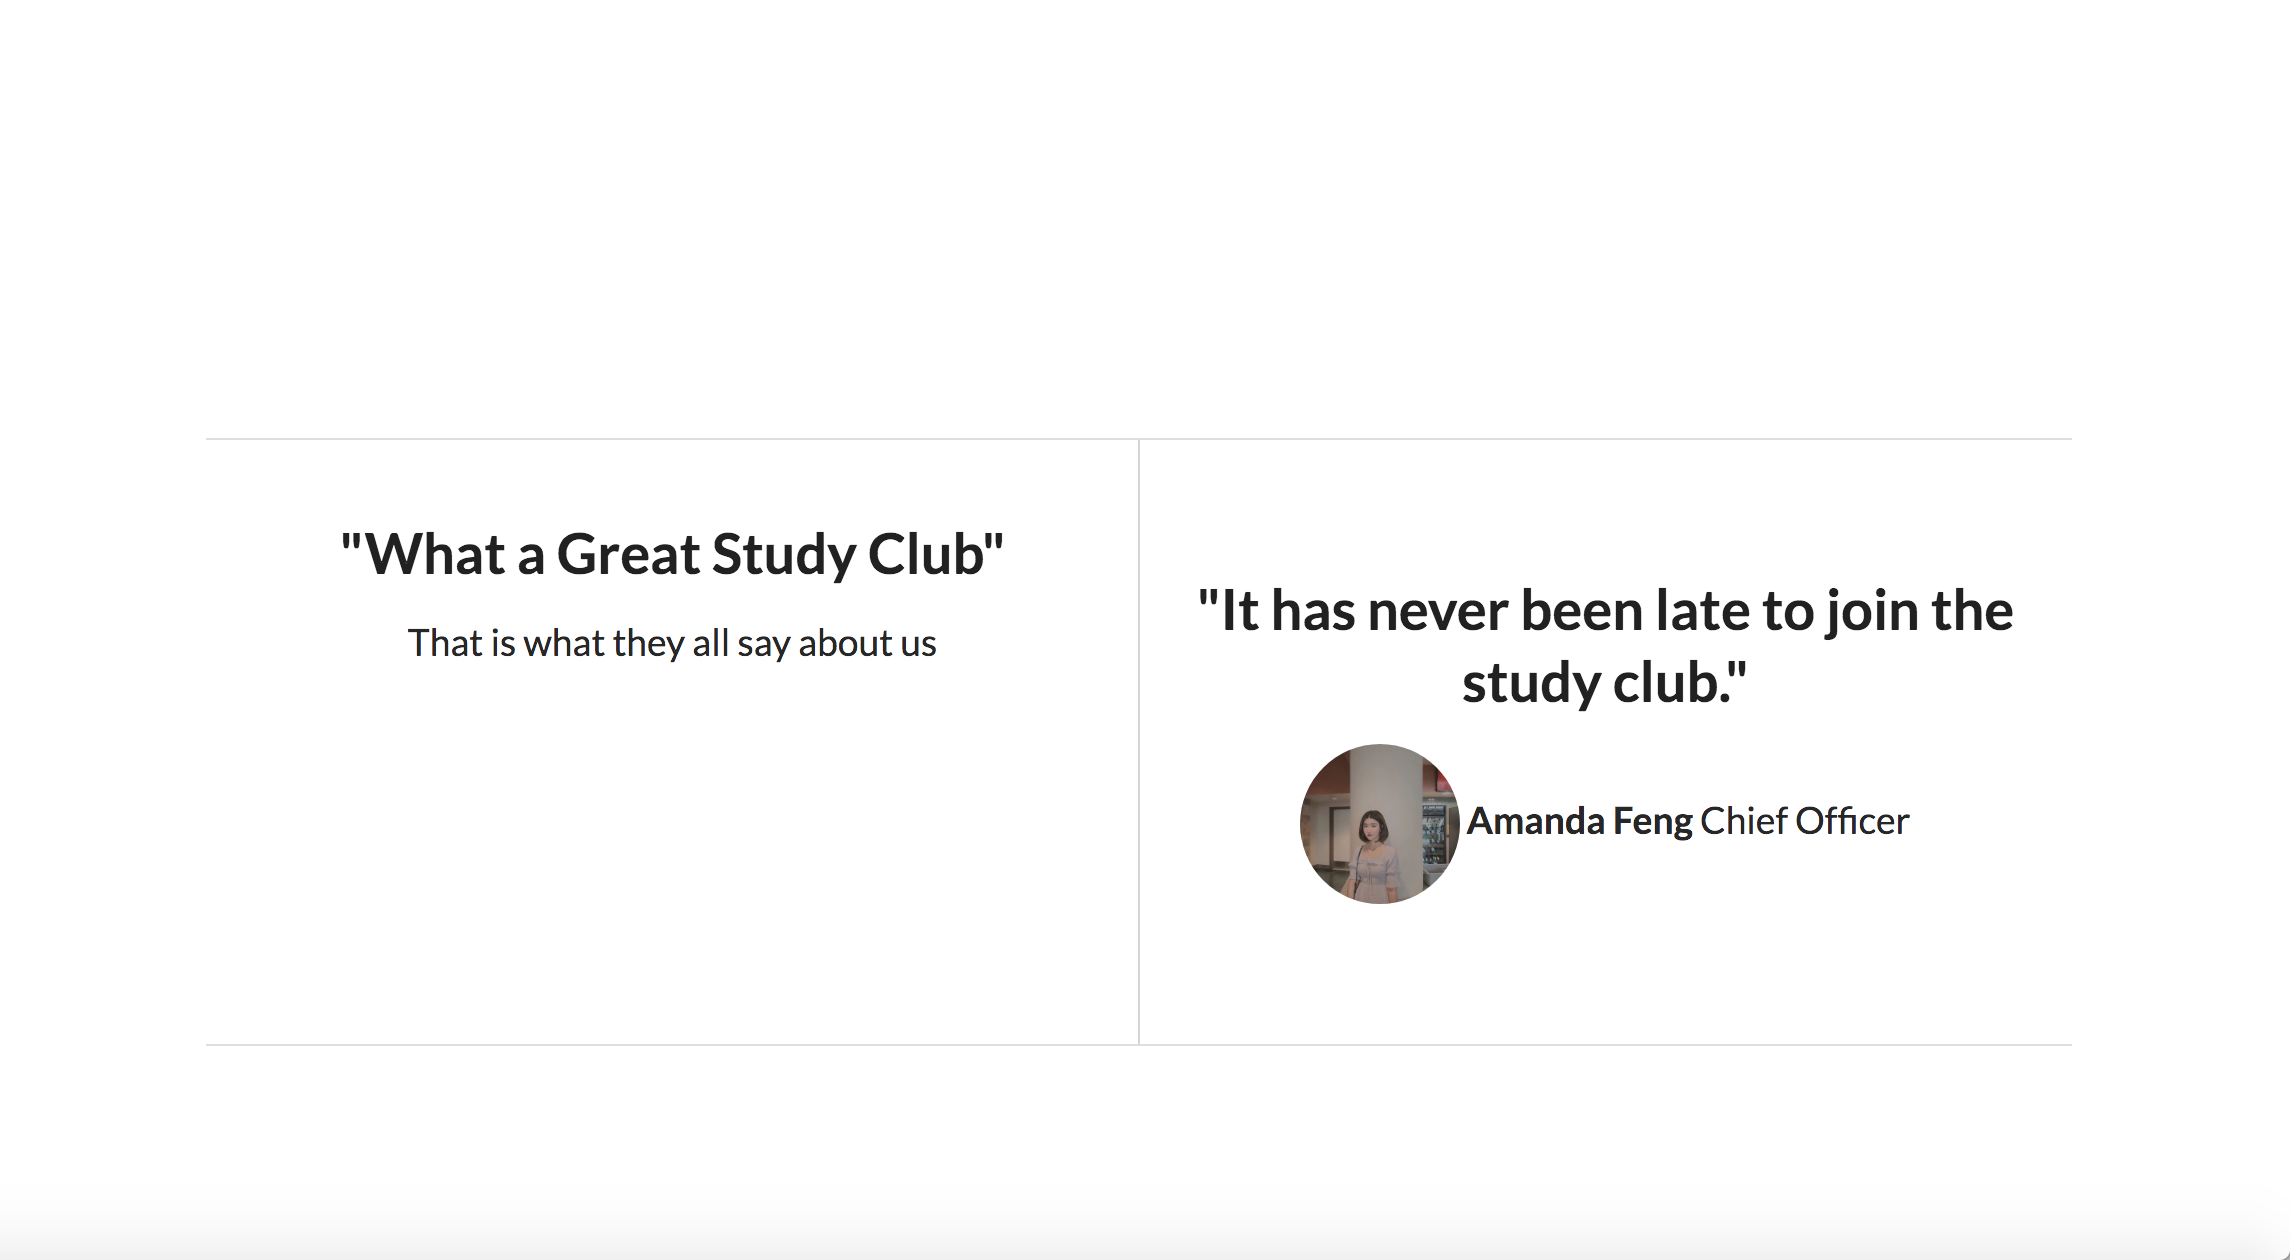 "What a Great Study Club"
That is what they all say about us
"It has never been late to join the
study club."
Amanda Feng Chief Officer